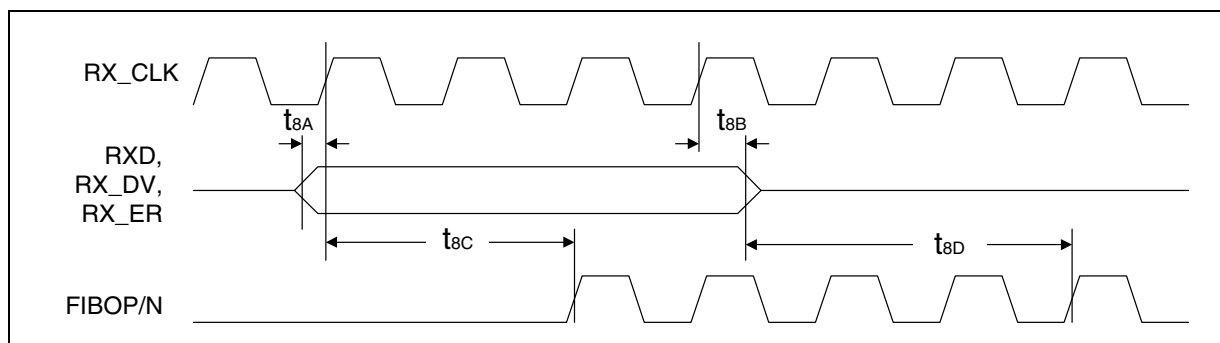 RX_CLK
t8A
t8B
RXD,
RX_DV,
RX_ER
t8C
t8D
FIBOP/N